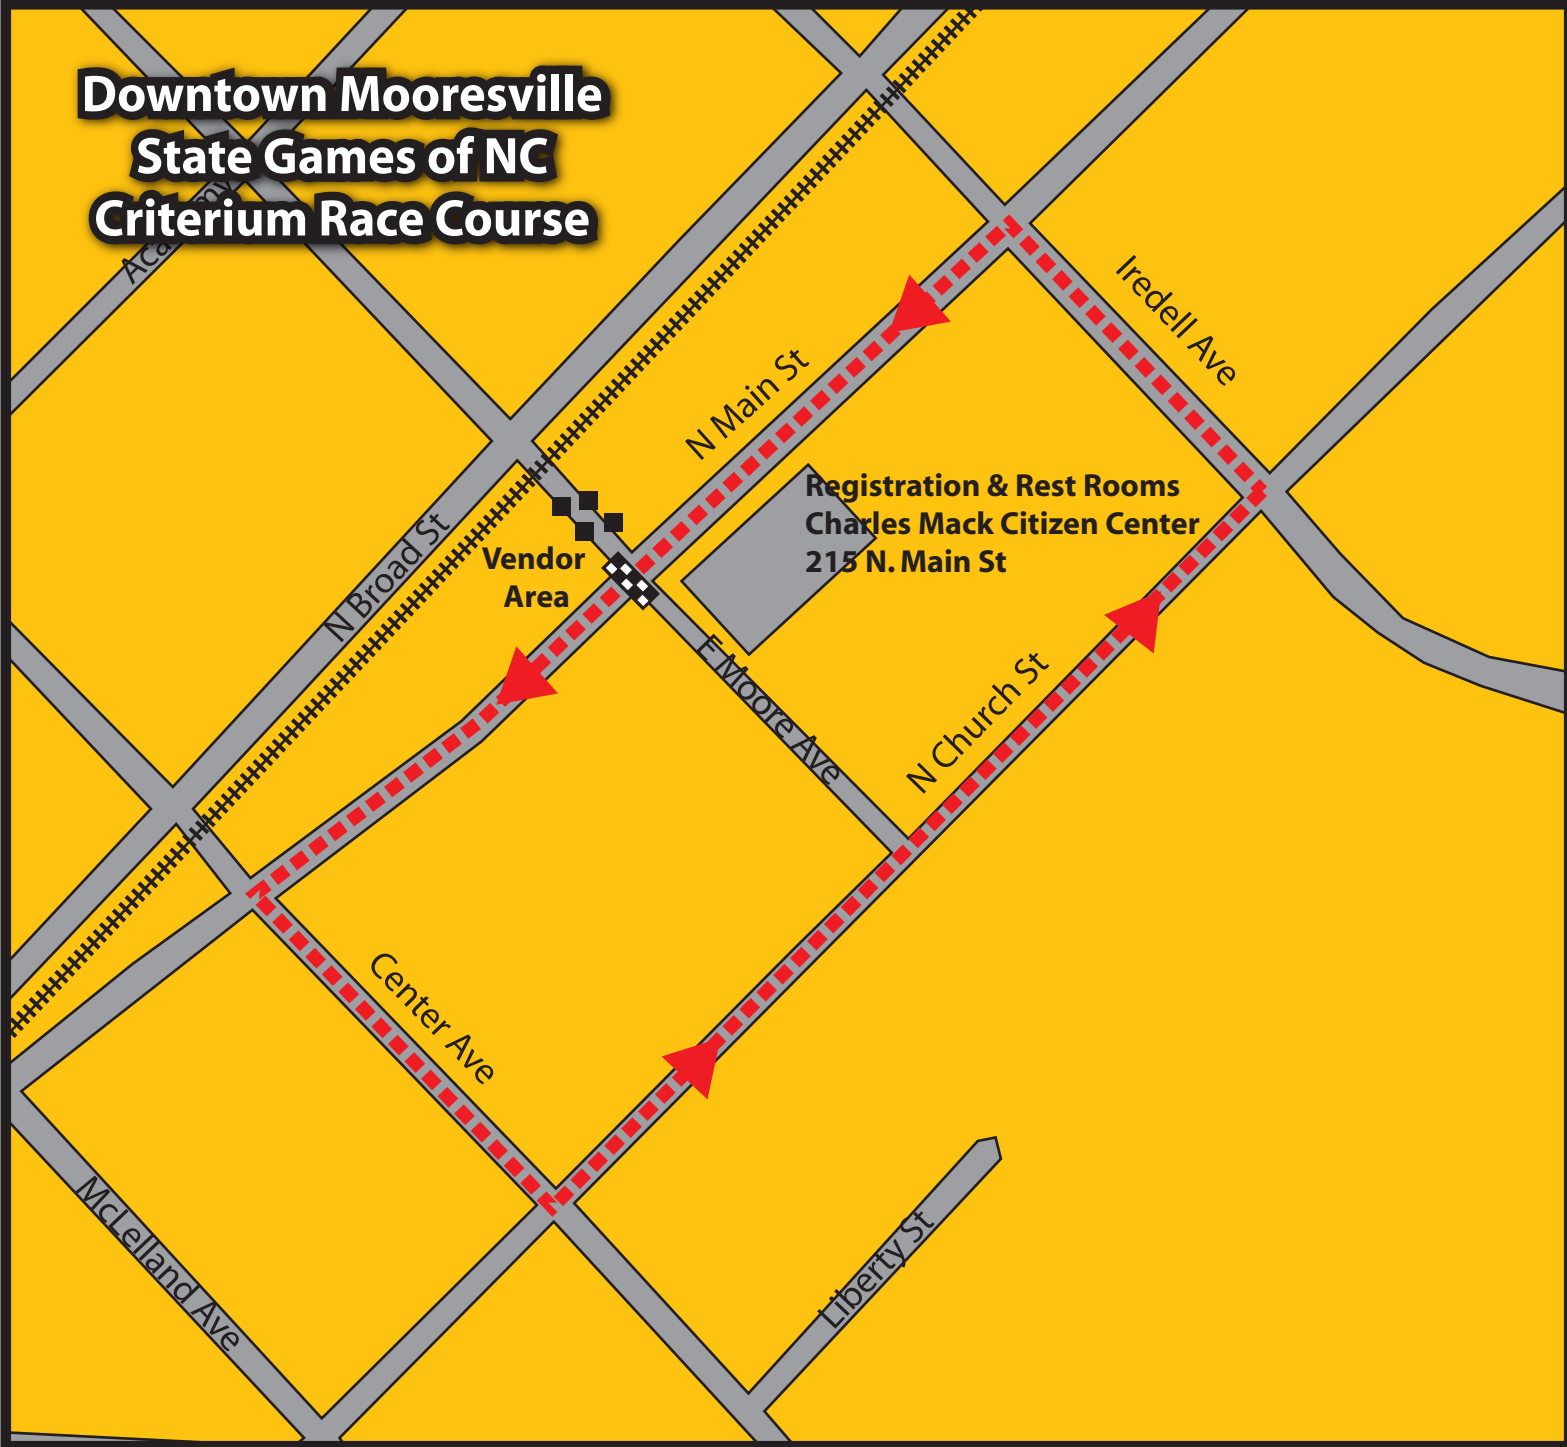 Downtown Mooresville
State Games of NC
Criterium Race Course
Iredell Ave
N Main St
Registration & Rest Rooms
Charles Mack Citizen Center
215 N. Main St
N Broad St
Vendor
Area
E Moore Ave
N Church St
Center Ave
McLelland Ave
Liberty St